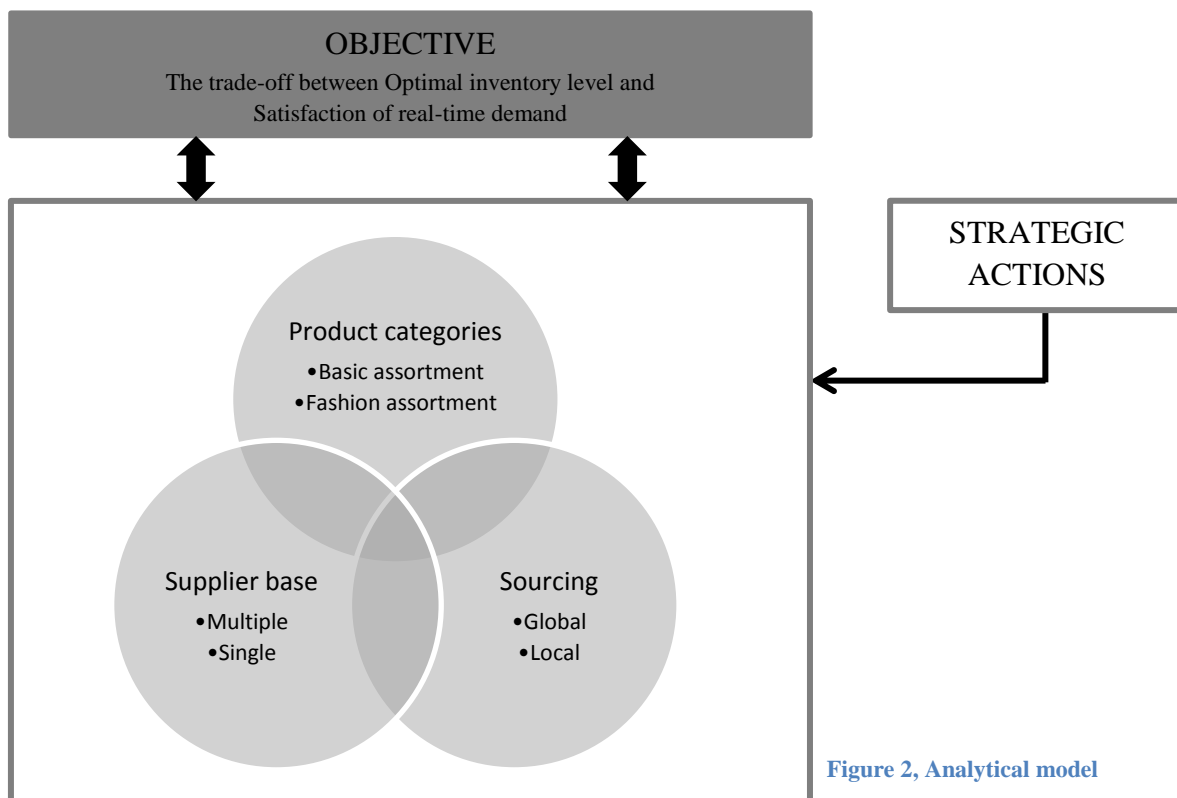 OBJECTIVE
The trade-off between Optimal inventory level and
Satisfaction of real-time demand
STRATEGIC
ACTIONS
Product categories
•Basic assortment
•Fashion assortment
Supplier base
•Multiple
•Single
Sourcing
•Global
•Local
Figure 2, Analytical model